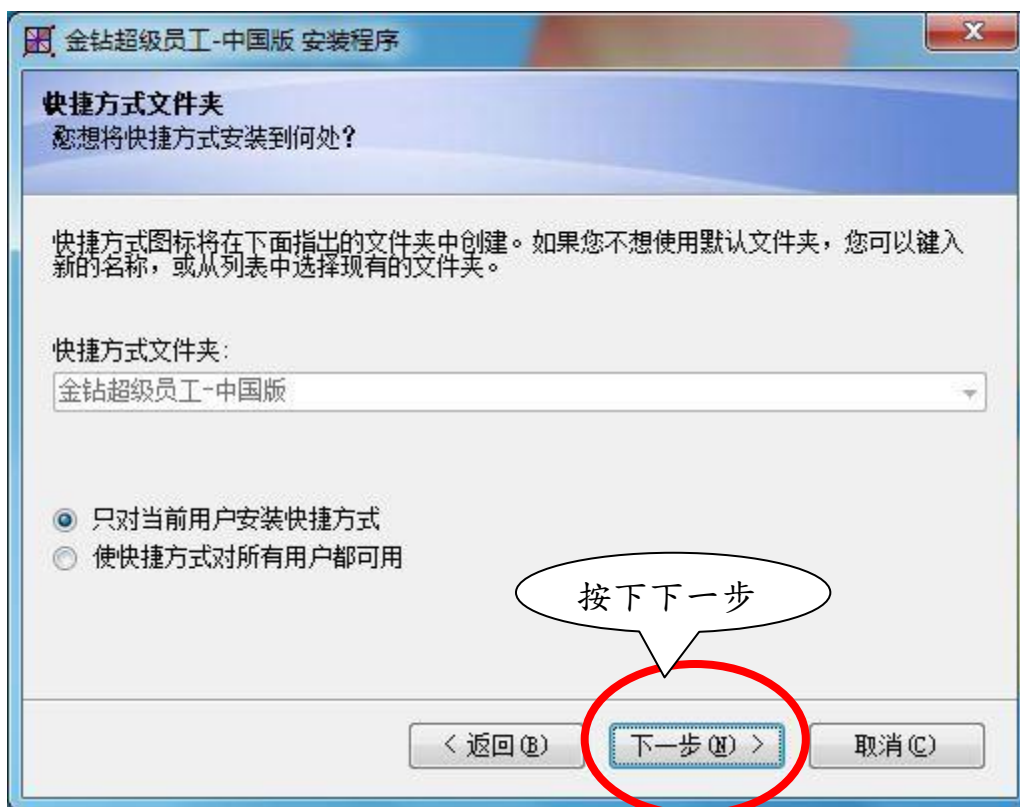 金钻超级员工-中国版 安装程序
快捷方式文件夹
您想将快捷方式安装到何处？
快捷方式图标将在下面指出的文件夹中创建。如果您不想使用默认文件夹，您可以键入
新的名称，或从列表中选择现有的文件夹。
快捷方式文件夹:
金钻超级员工-中国版
只对当前用户安装快捷方式
使快捷方式对所有用户都可用
按下下一步
< 返回(B)
下一步(N) >
取消(C)